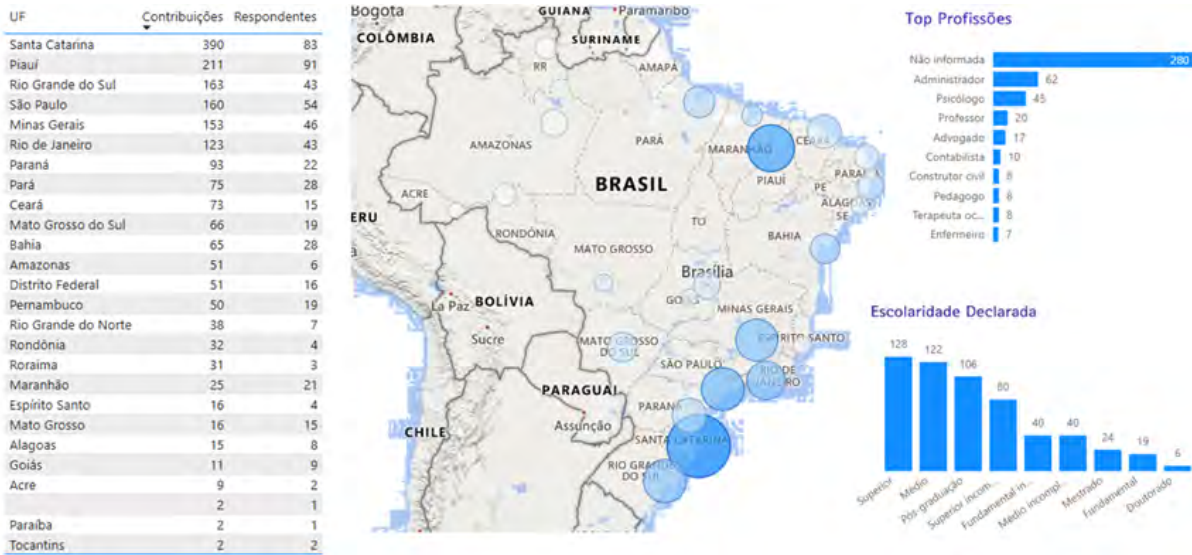 UF Contribuições Respondentes
Santa Catarina 390 83
Piauí 211 91
Rio Grande do Sul 163 43
São Paulo 160 54
Minas Gerais 153 46
Rio de Janeiro 123 43
Paraná 93 22
Pará 75 28
Ceará 73 15
Mato Grosso do Sul 66 19
Bahia 65 28
Amazonas 51 6
Distrito Federal 51 16
Pernambuco 50 19
Rio Grande do Norte 38 7
Rondônia 32 4
Roraima 31 3
Maranhão 25 21
Espírito Santo 16 4
Mato Grosso 16 15
Alagoas 15 8
Goiás 11 9
Acre 9 2
2 1
Paraíba 2 1
Tocantins 2 2
Bogota
GUIANA
Paramaribo
COLÔMBIA
SURINAME
RR
AMAPÁ
AMAZONAS
PARÁ
MARANHÃO
CEARÁ
BRASIL
PIAUÍ
PARAÍ
ACRE
PE
ALAGOAS
SE
ERU
RONDÔNIA
TO
BAHIA
MATO GROSSO
Brasília
La Paz
BOLÍVIA
GOIÁS
MINAS GERAIS
Sucre
MATO GROSSO
DO SUL
ESPÍRITO SANTO
SÃO PAULO
RIO DE
JANEIRO
PARAGUAI
PARANÁ
Assunção
CHILE
SANTA CATARINA
RIO GRANDE
DO SUL
Top Profissões
Não informada 280
Administrador 62
Psicólogo 45
Professor 20
Advogado 17
Contabilista 10
Construtor civil 8
Pedagogo 8
Terapeuta oc... 8
Enfermeiro 7
Escolaridade Declarada
128 122 106 80 40 40 24 19 6
Superior
Médio
Pós-graduação
Superior incom...
Fundamental in...
Médio incompl...
Mestrado
Fundamental
Doutorado